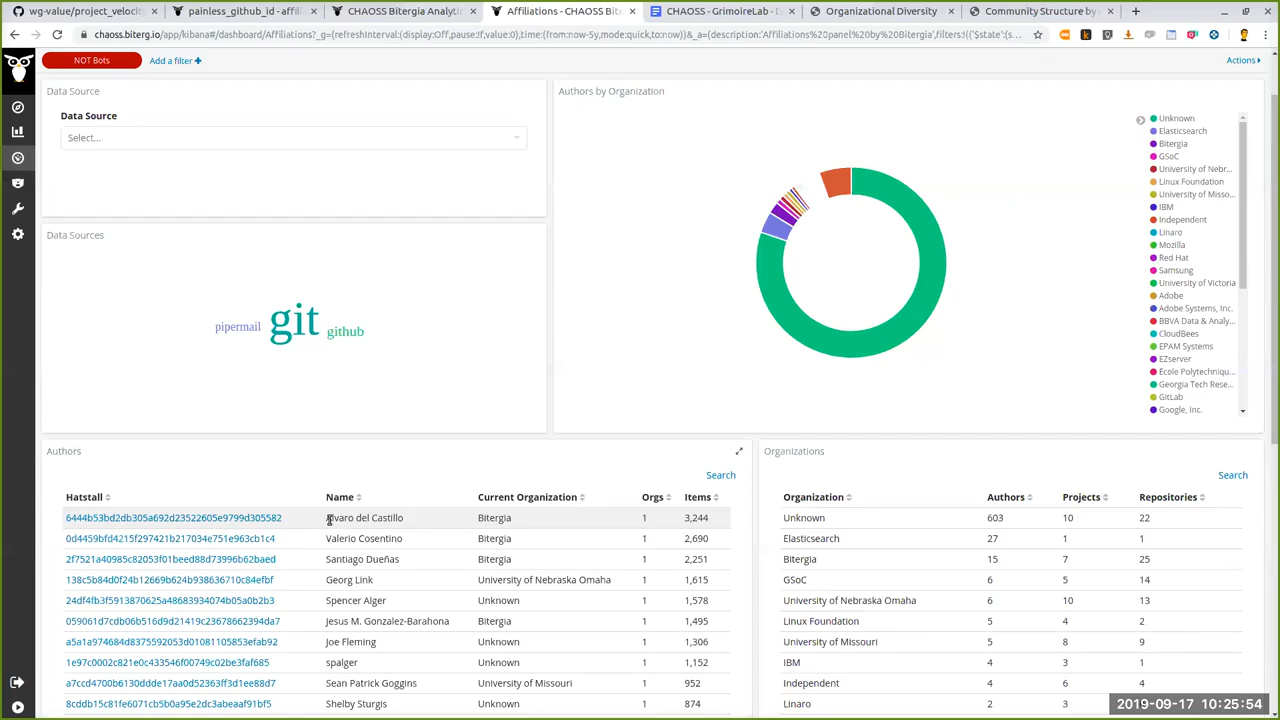 wg-value/project_velocity
painless_github_id - affili
CHAOSS Bitergia Analytic
Affiliations - CHAOSS Bit
CHAOSS - GrimoireLab - D
Organizational Diversity
Community Structure by
chaoss.biterg.io/app/kibana#/dashboard/Affiliations?_g=(refreshInterval:(display:Off,pause:!f,value:0),time:(from:now-5y,mode:quick,to:now))&_a=(description:'Affiliations%20panel%20by%20Bitergia',filters:!(('$state':(s...
NOT Bots
Add a filter +
Actions
Data Source
Data Source
Select...
Data Sources
pipermail git github
Authors by Organization
Unknown
Elasticsearch
Bitergia
GSoC
University of Nebr...
Linux Foundation
University of Misso...
IBM
Independent
Linaro
Mozilla
Red Hat
Samsung
University of Victoria
Adobe
Adobe Systems, Inc.
BBVA Data & Analy...
CloudBees
EPAM Systems
EZserver
Ecole Polytechniqu...
Georgia Tech Rese...
GitLab
Google, Inc.
Authors
Search
Hatstall Name Current Organization Orgs Items
6444b53bd2db305a692d23522605e9799d305582 Alvaro del Castillo Bitergia 1 3,244
0d4459bfd4215f297421b217034e751e963cb1c4 Valerio Cosentino Bitergia 1 2,690
2f7521a40985c82053f01beed88d73996b62baed Santiago Dueñas Bitergia 1 2,251
138c5b84d0f24b12669b624b938636710c84efbf Georg Link University of Nebraska Omaha 1 1,615
24df4fb3f5913870625a48683934074b05a0b2b3 Spencer Alger Unknown 1 1,578
059061d7cdb06b516d9d21419c23678662394da7 Jesus M. Gonzalez-Barahona Bitergia 1 1,495
a5a1a974684d8375592053d01081105853efab92 Joe Fleming Unknown 1 1,306
1e97c0002c821e0c433546f00749c02be3faf685 spalger Unknown 1 1,152
a7ccd4700b6130ddde17aa0d52363ff3d1ee88d7 Sean Patrick Goggins University of Missouri 1 952
8cddb15c81fe6071cb5b0a95e2dc3abeaaf91bf5 Shelby Sturgis Unknown 1 874
Organizations
Search
Organization Authors Projects Repositories
Unknown 603 10 22
Elasticsearch 27 1 1
Bitergia 15 7 25
GSoC 6 5 14
University of Nebraska Omaha 6 10 13
Linux Foundation 5 4 2
University of Missouri 5 8 9
IBM 4 3 1
Independent 4 6 4
Linaro 2 3
2019-09-17 10:25:54